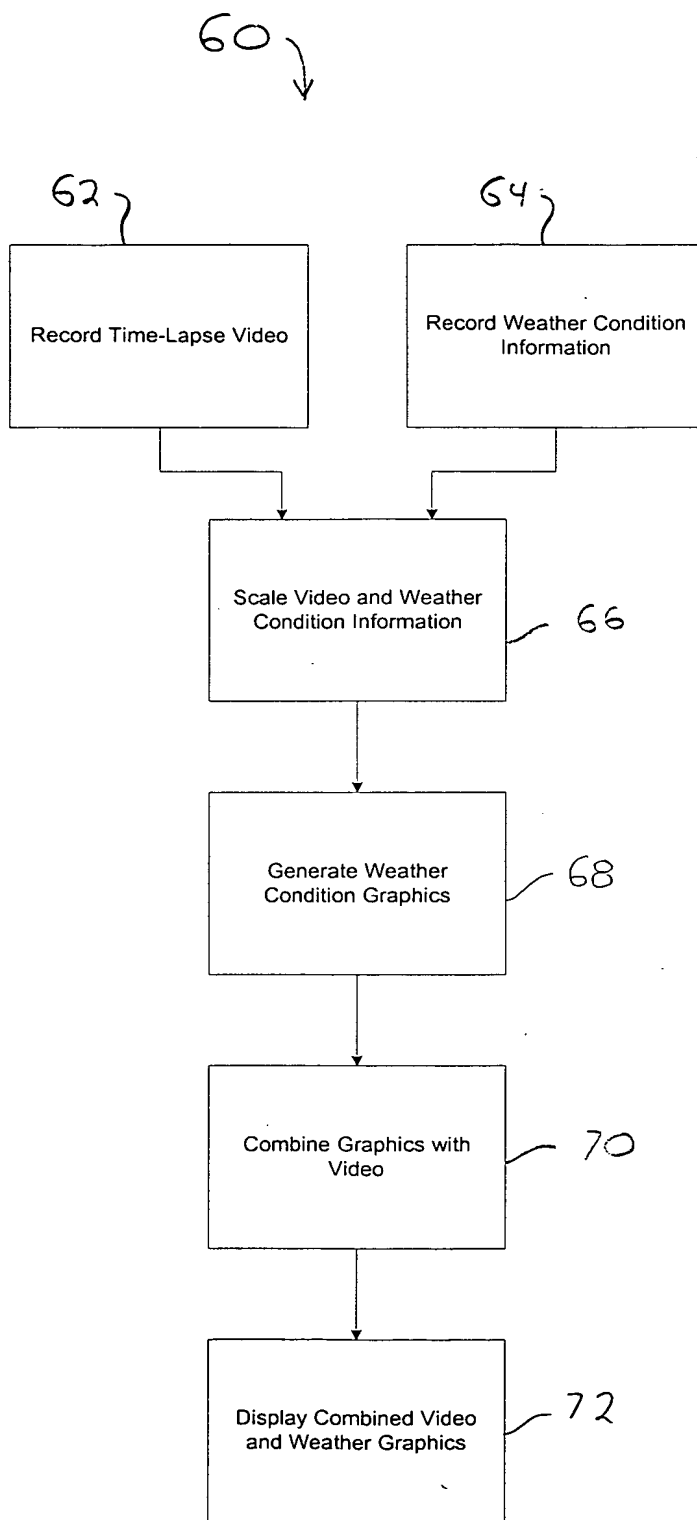 60
62
64
Record Time-Lapse Video
Record Weather Condition
Information
Scale Video and Weather
Condition Information
66
Generate Weather
Condition Graphics
68
Combine Graphics with
Video
70
Display Combined Video
and Weather Graphics
72